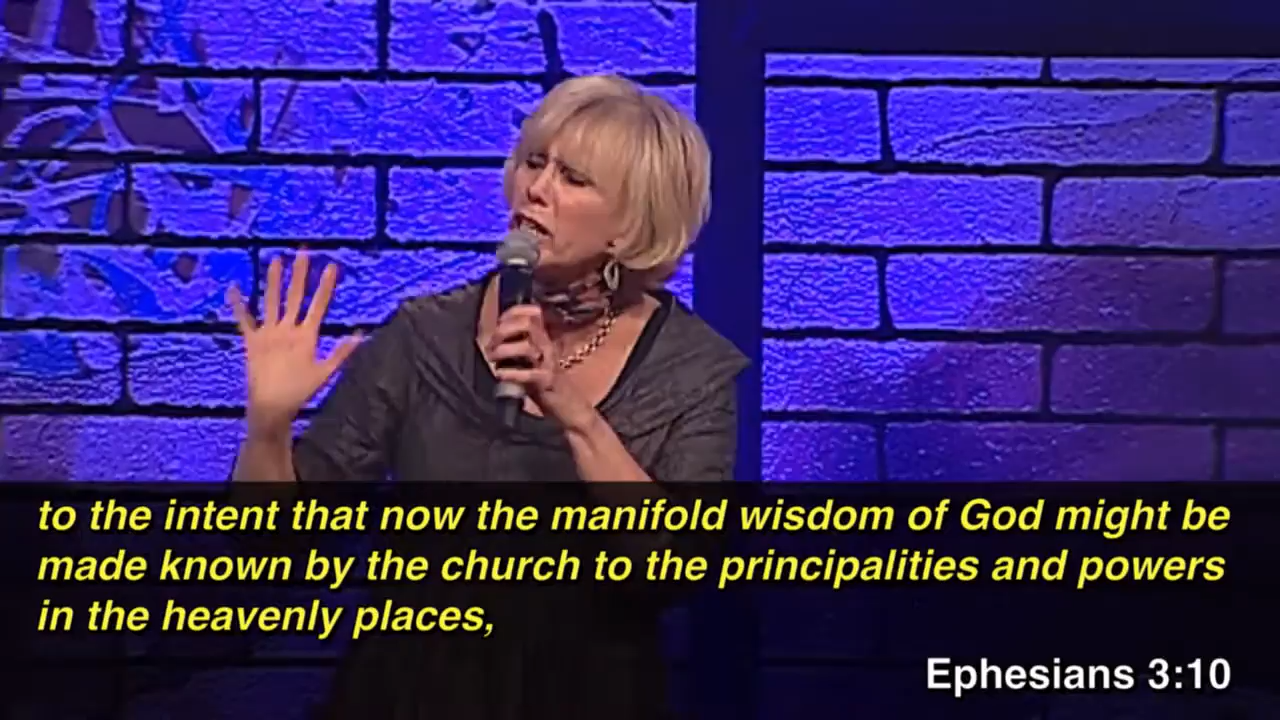 to the intent that now the manifold wisdom of God might be
made known by the church to the principalities and powers
in the heavenly places,
Ephesians 3:10